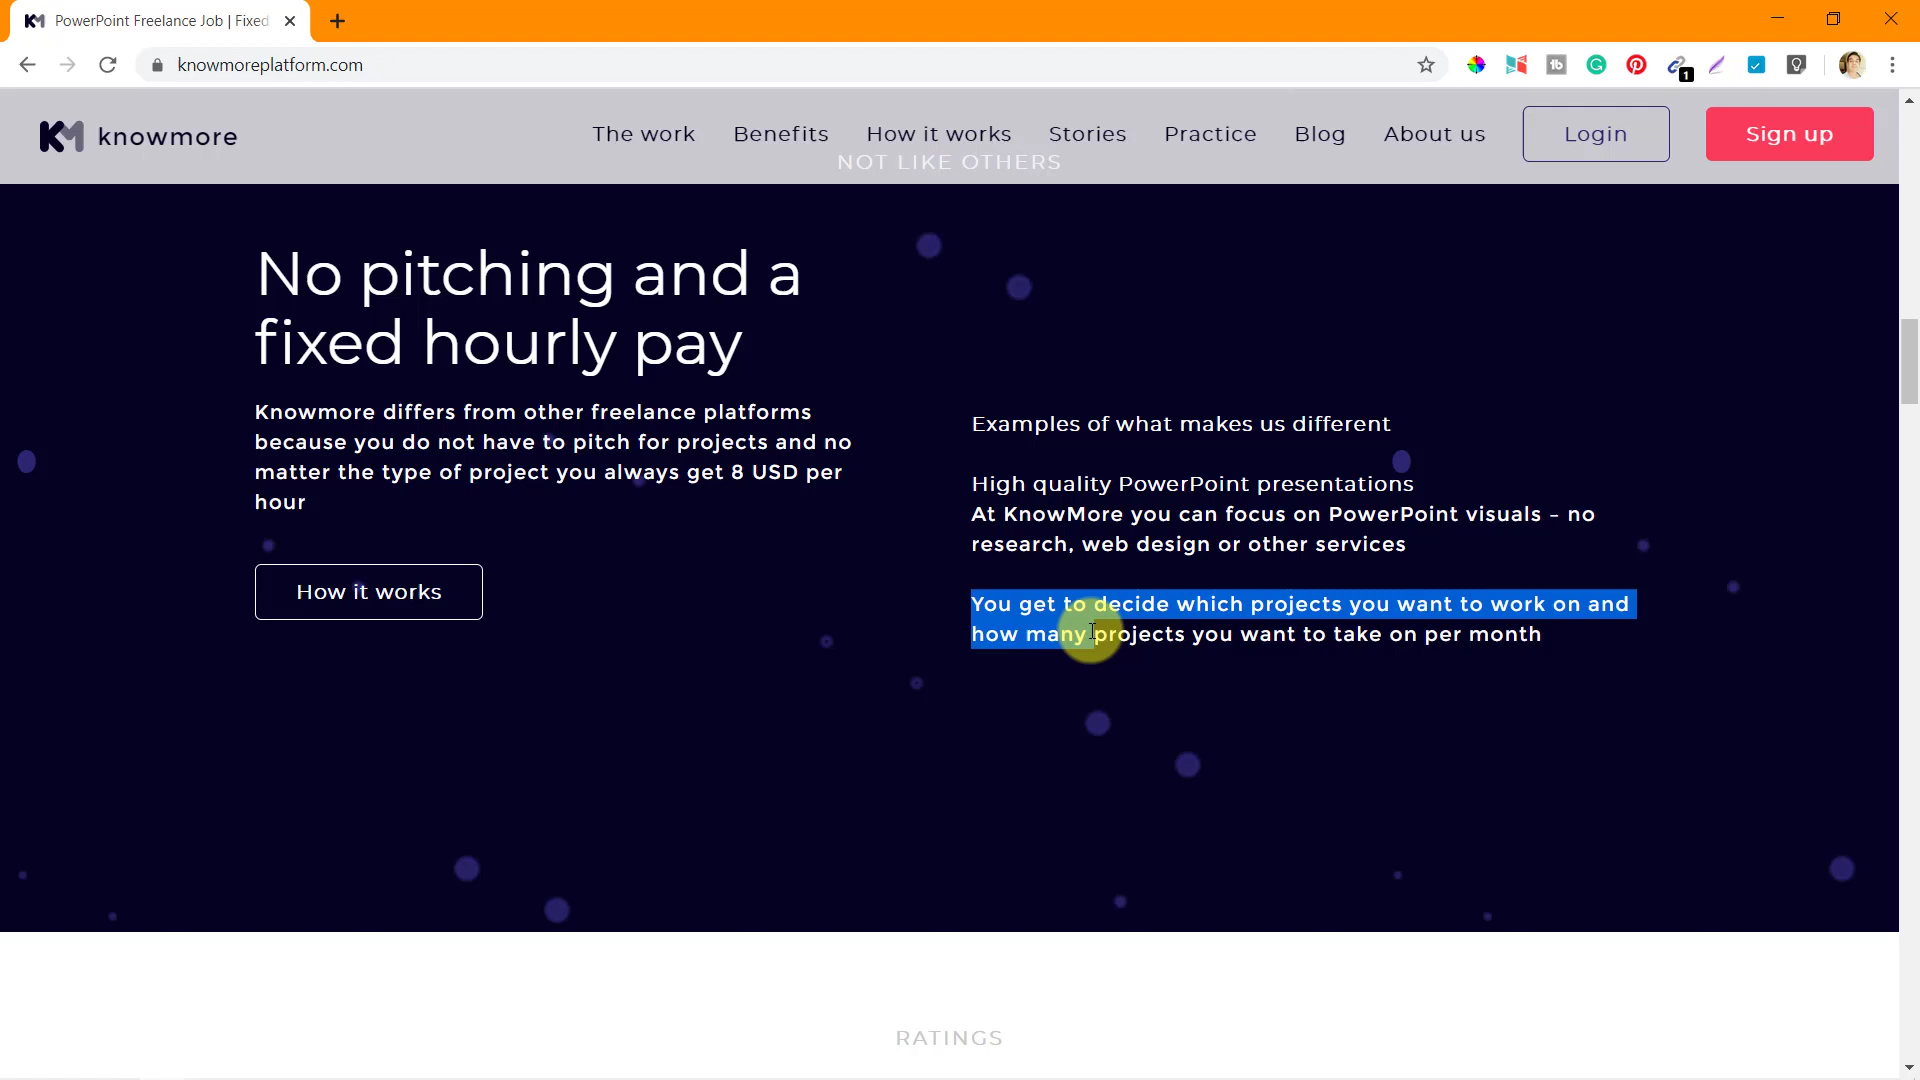 PowerPoint Freelance Job | Fixed
knowmoreplatform.com
1
KM knowmore
The work Benefits How it works Stories Practice Blog About us Login Sign up
NOT LIKE OTHERS
No pitching and a
fixed hourly pay
Knowmore differs from other freelance platforms
because you do not have to pitch for projects and no
matter the type of project you always get 8 USD per
hour
How it works
Examples of what makes us different
High quality PowerPoint presentations
At KnowMore you can focus on PowerPoint visuals – no
research, web design or other services
You get to decide which projects you want to work on and
how many projects you want to take on per month
RATINGS